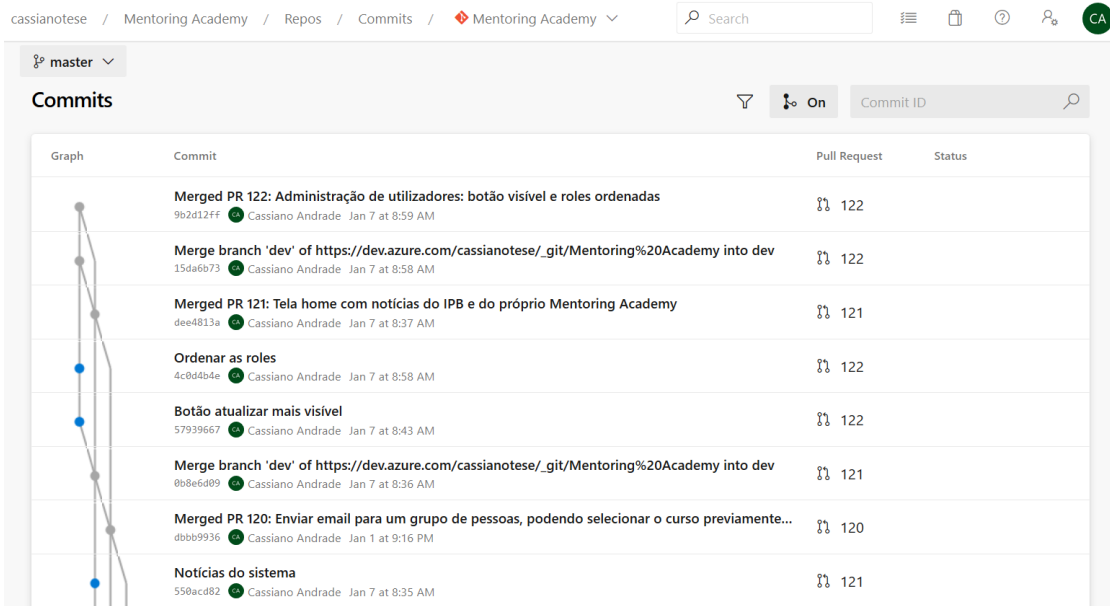 cassianotese / Mentoring Academy / Repos / Commits / Mentoring Academy Search CA
master
Commits
On Commit ID
Graph Commit Pull Request Status
Merged PR 122: Administração de utilizadores: botão visível e roles ordenadas
9b2d12ff CA Cassiano Andrade Jan 7 at 8:59 AM
122
Merge branch 'dev' of https://dev.azure.com/cassianotese/_git/Mentoring%20Academy into dev
15da6b73 CA Cassiano Andrade Jan 7 at 8:58 AM
122
Merged PR 121: Tela home com notícias do IPB e do próprio Mentoring Academy
dee4813a CA Cassiano Andrade Jan 7 at 8:37 AM
121
Ordenar as roles
4c0d4b4e CA Cassiano Andrade Jan 7 at 8:58 AM
122
Botão atualizar mais visível
57939667 CA Cassiano Andrade Jan 7 at 8:43 AM
122
Merge branch 'dev' of https://dev.azure.com/cassianotese/_git/Mentoring%20Academy into dev
0b8e6d09 CA Cassiano Andrade Jan 7 at 8:36 AM
121
Merged PR 120: Enviar email para um grupo de pessoas, podendo selecionar o curso previamente...
dbbb9936 CA Cassiano Andrade Jan 1 at 9:16 PM
120
Notícias do sistema
550acd82 CA Cassiano Andrade Jan 7 at 8:35 AM
121